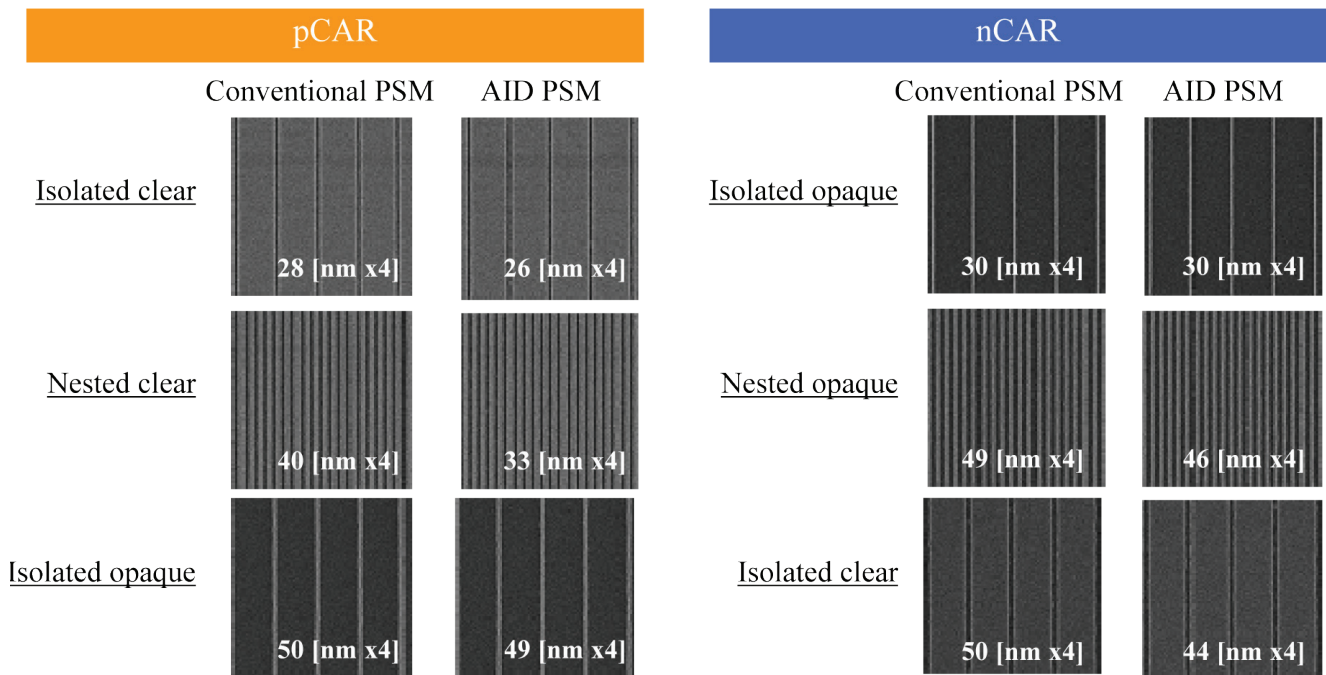 pCAR
Conventional PSM AID PSM
Isolated clear
28 [nm x4] 26 [nm x4]
Nested clear
40 [nm x4] 33 [nm x4]
Isolated opaque
50 [nm x4] 49 [nm x4]
nCAR
Conventional PSM AID PSM
Isolated opaque
30 [nm x4] 30 [nm x4]
Nested opaque
49 [nm x4] 46 [nm x4]
Isolated clear
50 [nm x4] 44 [nm x4]